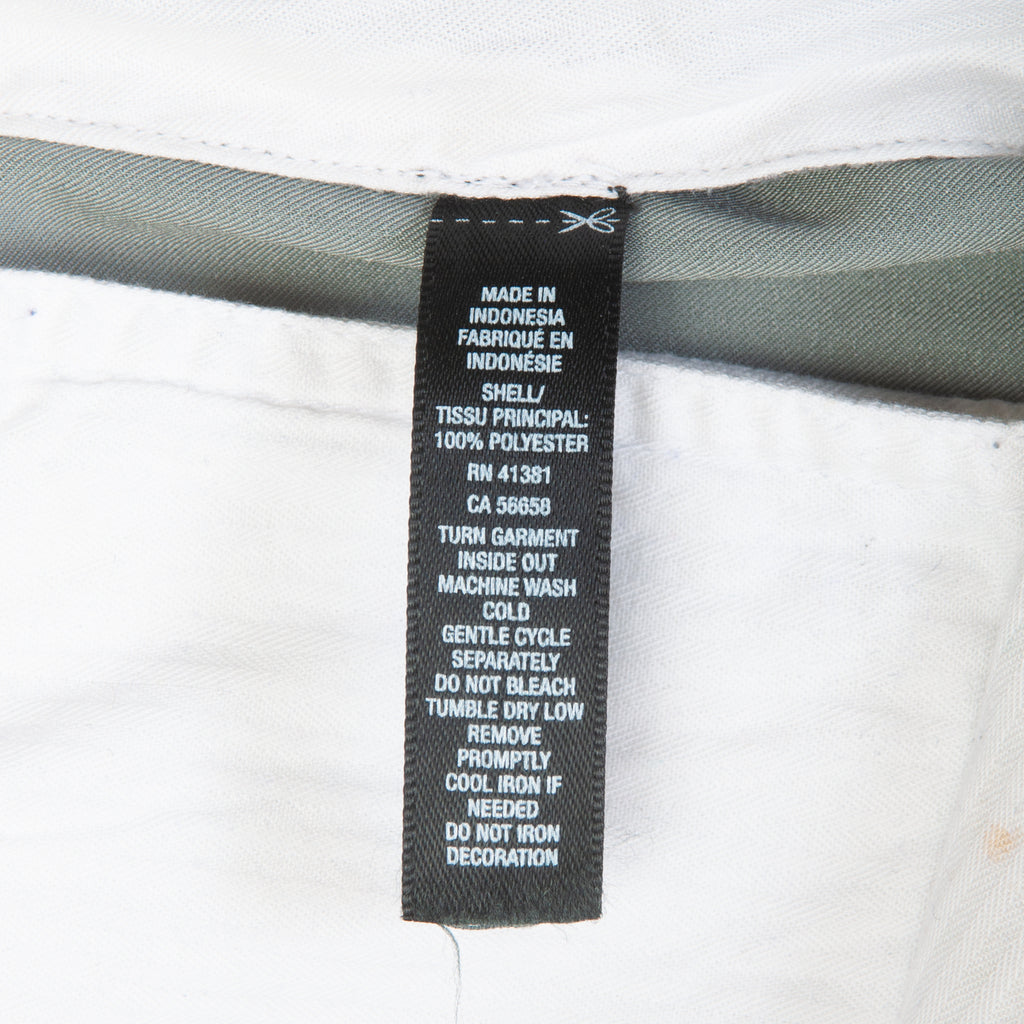 MADE IN
INDONESIA
FABRIQUÉ EN
INDONÉSIE
SHELL/
TISSU PRINCIPAL:
100% POLYESTER
RN 41381
CA 56658
TURN GARMENT
INSIDE OUT
MACHINE WASH
COLD
GENTLE CYCLE
SEPARATELY
DO NOT BLEACH
TUMBLE DRY LOW
REMOVE
PROMPTLY
COOL IRON IF
NEEDED
DO NOT IRON
DECORATION